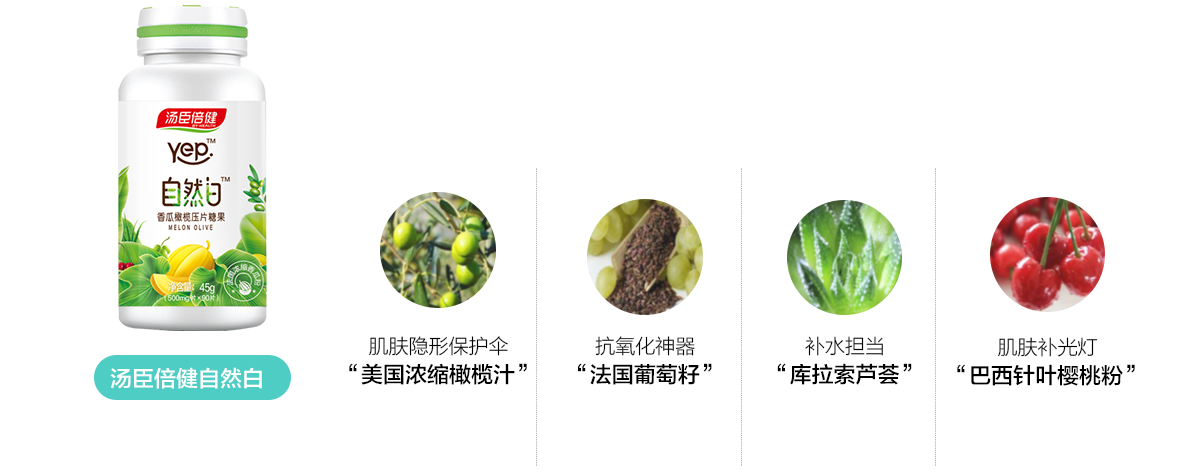 汤臣倍健
BY-HEALTH
Yep.™
自然白™
香瓜橄榄压片糖果
MELON OLIVE
净含量: 45g
(500mg/片×90片)
汤臣倍健自然白
肌肤隐形保护伞
“美国浓缩橄榄汁”
抗氧化神器
“法国葡萄籽”
补水担当
“库拉索芦荟”
肌肤补光灯
“巴西针叶樱桃粉”